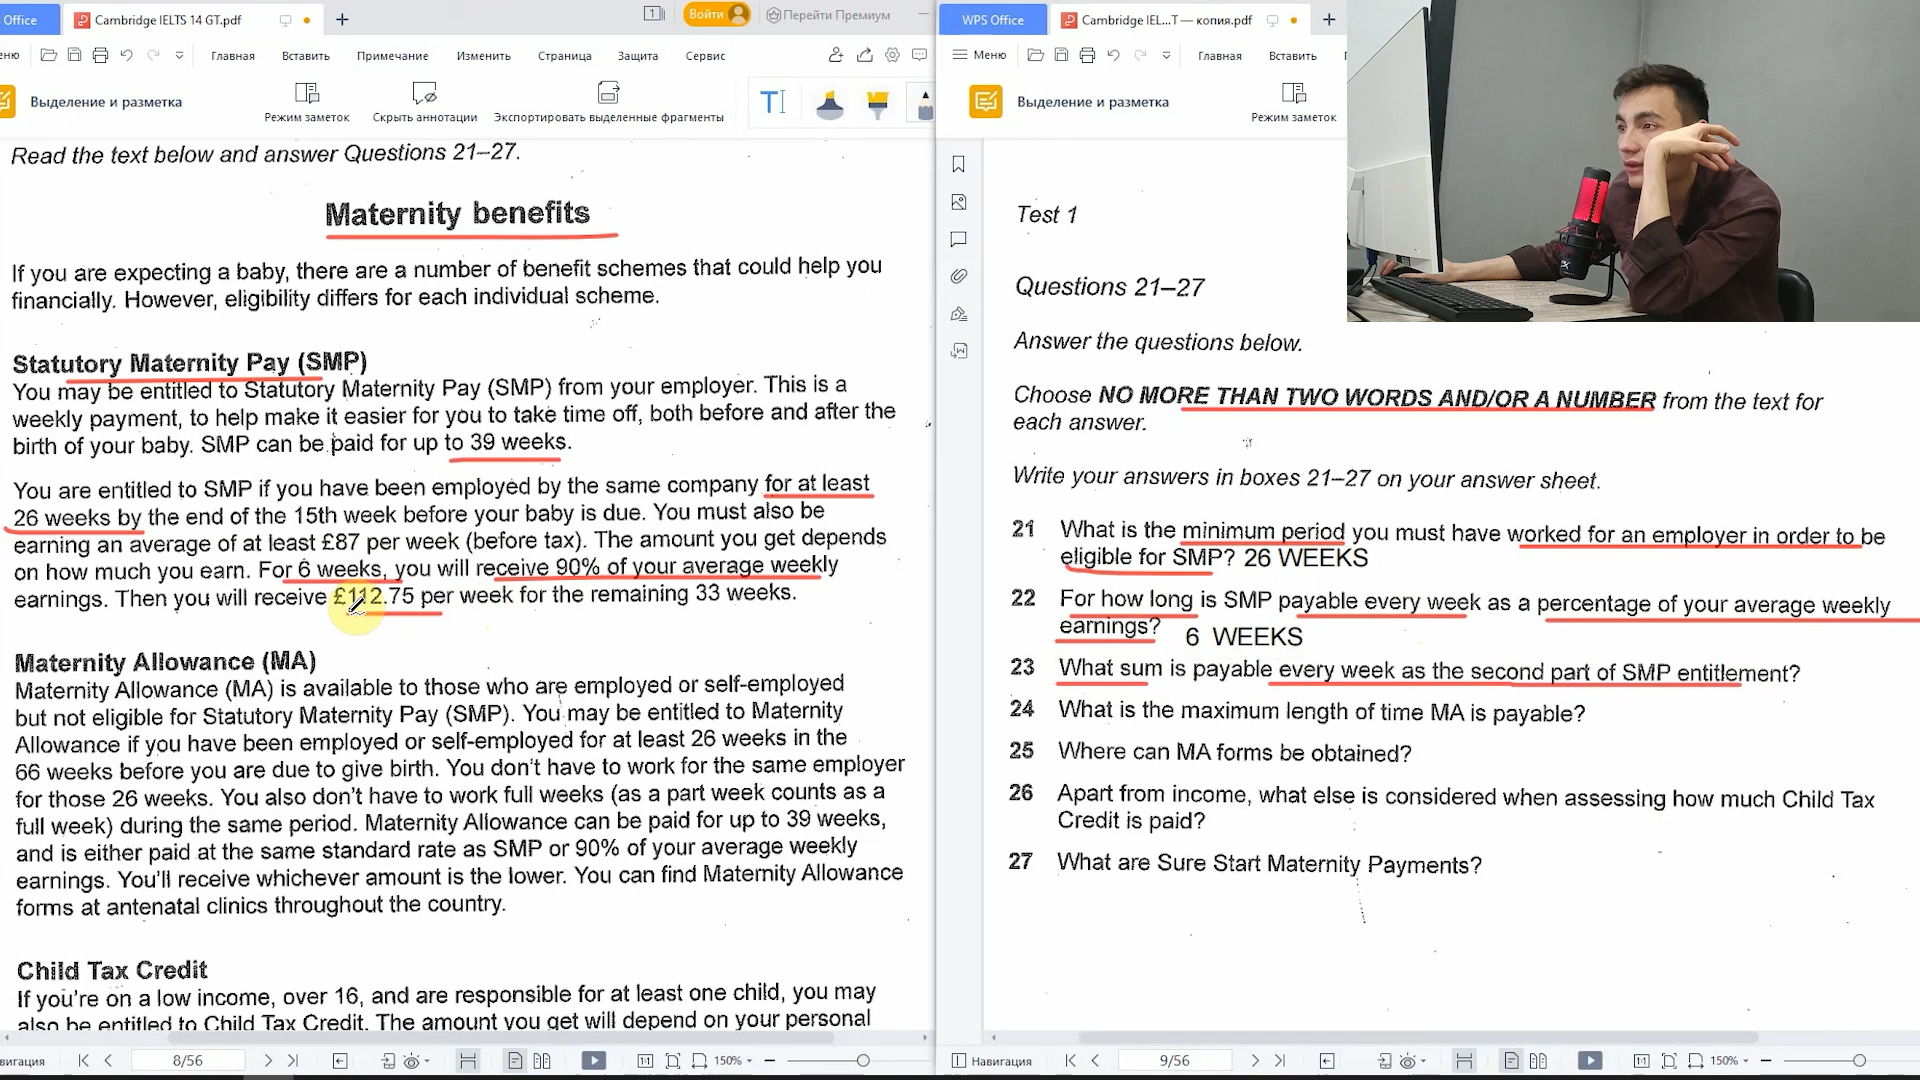 Office
Cambridge IELTS 14 GT.pdf
1
Войти
Перейти Премиум
ню
Главная
Вставить
Примечание
Изменить
Страница
Защита
Сервис
Выделение и разметка
Режим заметок
Скрыть аннотации
Экспортировать выделенные фрагменты
Read the text below and answer Questions 21–27.
Maternity benefits
If you are expecting a baby, there are a number of benefit schemes that could help you
financially. However, eligibility differs for each individual scheme.
Statutory Maternity Pay (SMP)
You may be entitled to Statutory Maternity Pay (SMP) from your employer. This is a
weekly payment, to help make it easier for you to take time off, both before and after the
birth of your baby. SMP can be paid for up to 39 weeks.
You are entitled to SMP if you have been employed by the same company for at least
26 weeks by the end of the 15th week before your baby is due. You must also be
earning an average of at least £87 per week (before tax). The amount you get depends
on how much you earn. For 6 weeks, you will receive 90% of your average weekly
earnings. Then you will receive £112.75 per week for the remaining 33 weeks.
Maternity Allowance (MA)
Maternity Allowance (MA) is available to those who are employed or self-employed
but not eligible for Statutory Maternity Pay (SMP). You may be entitled to Maternity
Allowance if you have been employed or self-employed for at least 26 weeks in the
66 weeks before you are due to give birth. You don't have to work for the same employer
for those 26 weeks. You also don't have to work full weeks (as a part week counts as a
full week) during the same period. Maternity Allowance can be paid for up to 39 weeks,
and is either paid at the same standard rate as SMP or 90% of your average weekly
earnings. You'll receive whichever amount is the lower. You can find Maternity Allowance
forms at antenatal clinics throughout the country.
Child Tax Credit
If you're on a low income, over 16, and are responsible for at least one child, you may
also be entitled to Child Tax Credit. The amount you get will depend on your personal
вигация
8/56
1:1
150%
WPS Office
Cambridge IEL...T — копия.pdf
Меню
Главная
Вставить
Выделение и разметка
Режим заметок
Test 1
Questions 21–27
Answer the questions below.
Choose NO MORE THAN TWO WORDS AND/OR A NUMBER from the text for
each answer.
Write your answers in boxes 21–27 on your answer sheet.
21 What is the minimum period you must have worked for an employer in order to be
eligible for SMP? 26 WEEKS
22 For how long is SMP payable every week as a percentage of your average weekly
earnings? 6 WEEKS
23 What sum is payable every week as the second part of SMP entitlement?
24 What is the maximum length of time MA is payable?
25 Where can MA forms be obtained?
26 Apart from income, what else is considered when assessing how much Child Tax
Credit is paid?
27 What are Sure Start Maternity Payments?
Навигация
9/56
1:1
150%